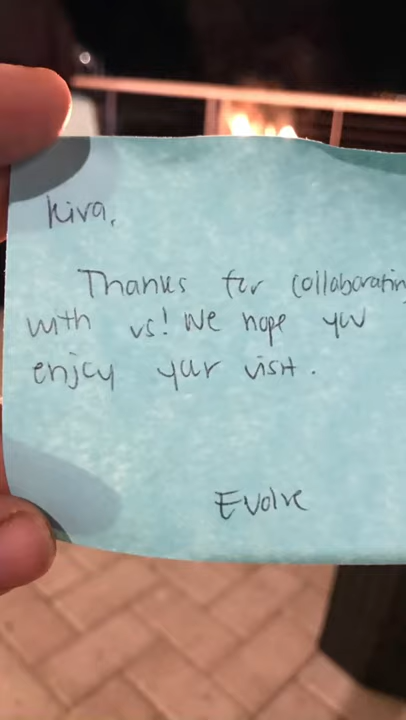 Kira,
Thanks for collaborating
with us! We hope you
enjoy your visit.
Evolve